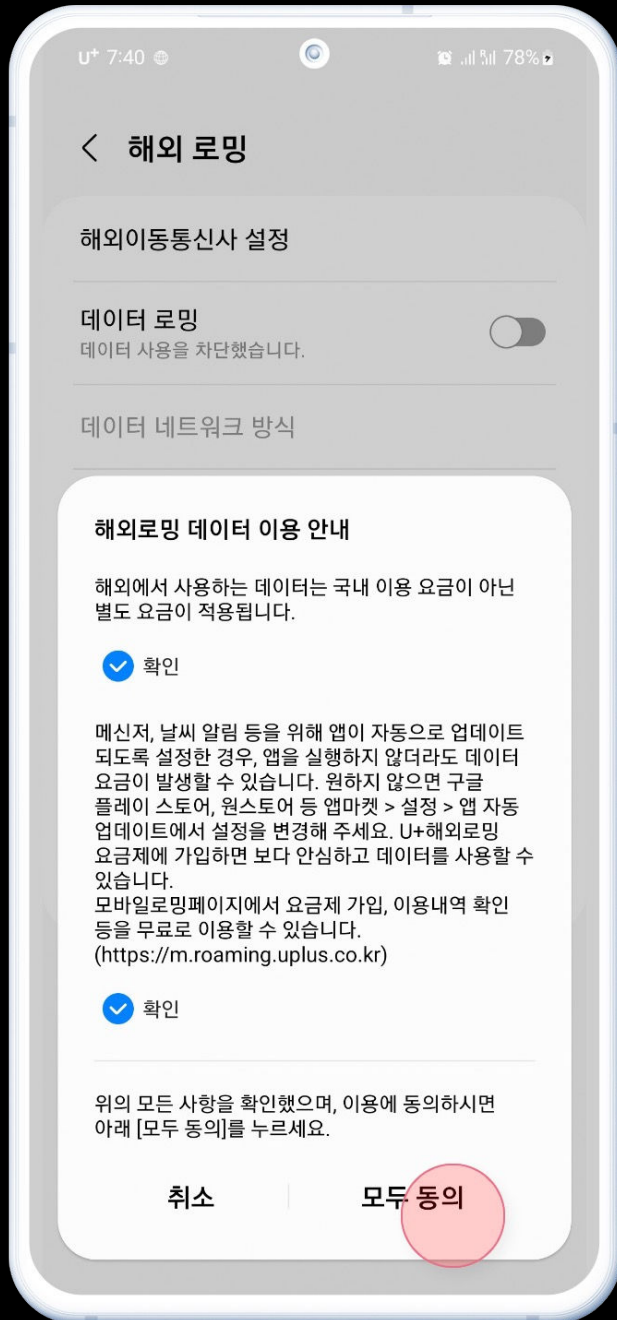 U+ 7:40
78%
해외 로밍
해외이동통신사 설정
데이터 로밍
데이터 사용을 차단했습니다.
데이터 네트워크 방식
해외로밍 데이터 이용 안내
해외에서 사용하는 데이터는 국내 이용 요금이 아닌
별도 요금이 적용됩니다.
확인
메신저, 날씨 알림 등을 위해 앱이 자동으로 업데이트
되도록 설정한 경우, 앱을 실행하지 않더라도 데이터
요금이 발생할 수 있습니다. 원하지 않으면 구글
플레이 스토어, 원스토어 등 앱마켓 > 설정 > 앱 자동
업데이트에서 설정을 변경해 주세요. U+해외로밍
요금제에 가입하면 보다 안심하고 데이터를 사용할 수
있습니다.
모바일로밍페이지에서 요금제 가입, 이용내역 확인
등을 무료로 이용할 수 있습니다.
(https://m.roaming.uplus.co.kr)
확인
위의 모든 사항을 확인했으며, 이용에 동의하시면
아래 [모두 동의]를 누르세요.
취소
모두 동의